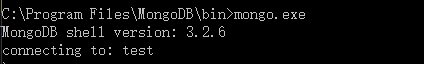 C:\Program Files\MongoDB\bin>mongo.exe
MongoDB shell version: 3.2.6
connecting to: test